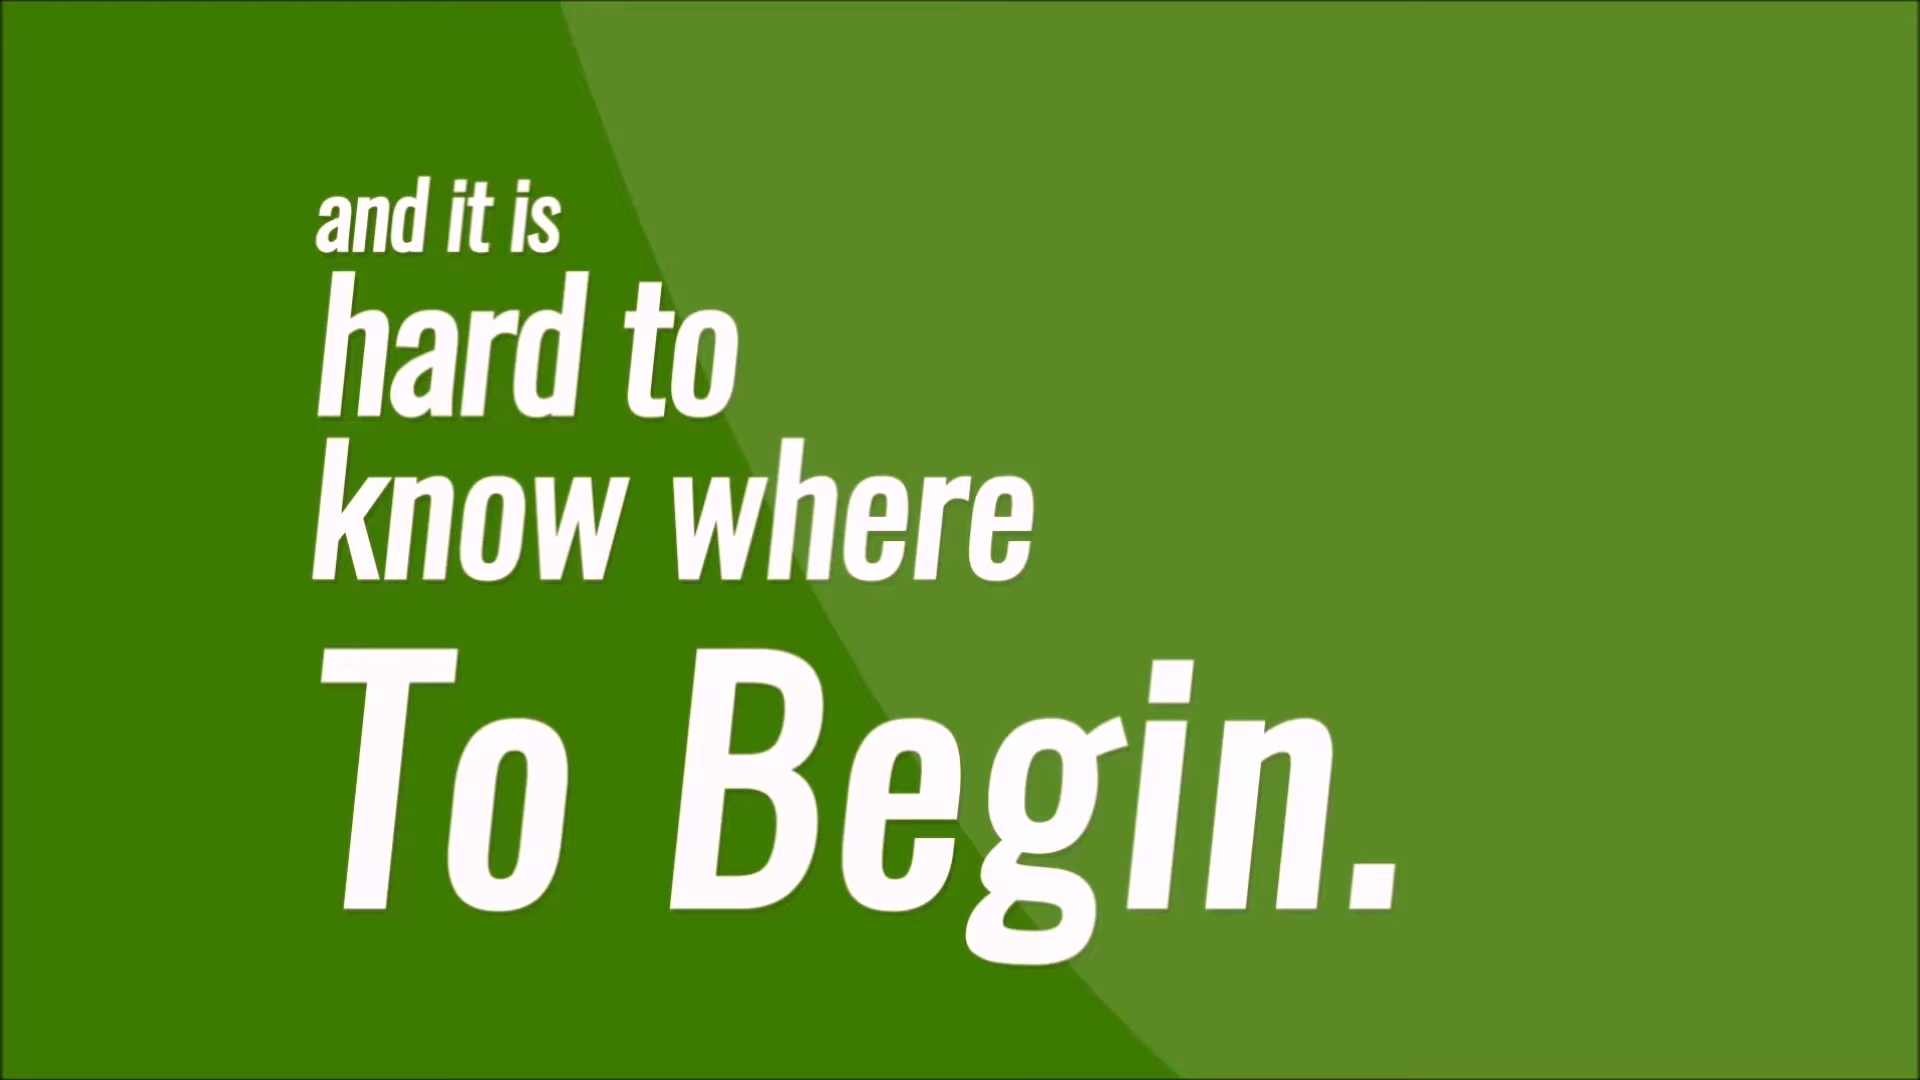 and it is
hard to
know where
To Begin.